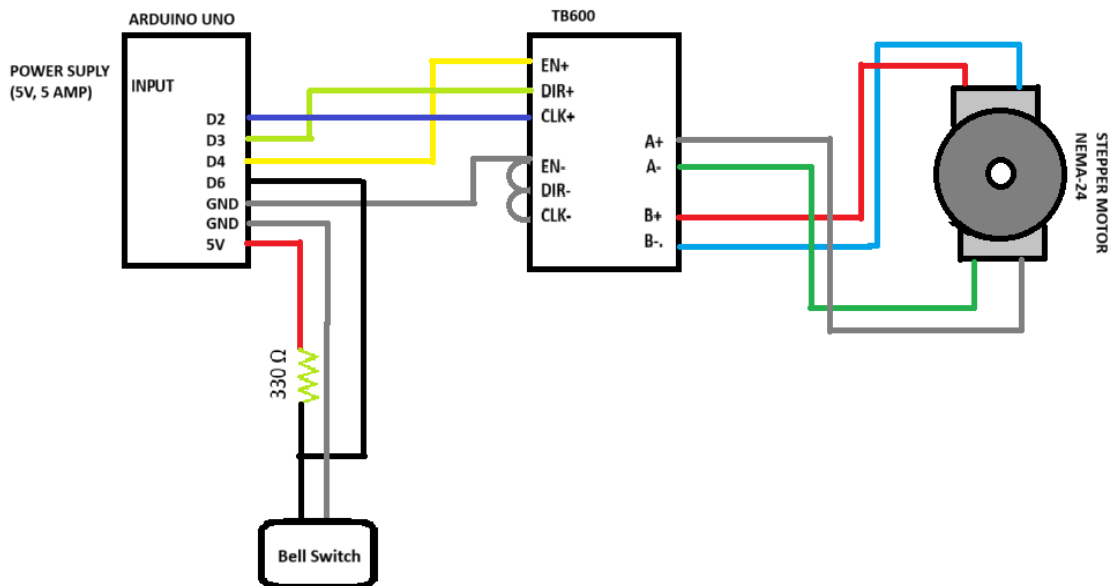 ARDUINO UNO
POWER SUPLY
(5V, 5 AMP)
INPUT
D2
D3
D4
D6
GND
GND
5V
330 Ω
Bell Switch
TB600
EN+
DIR+
CLK+
EN-
DIR-
CLK-
A+
A-
B+
B-.
STEPPER MOTOR
NEMA-24